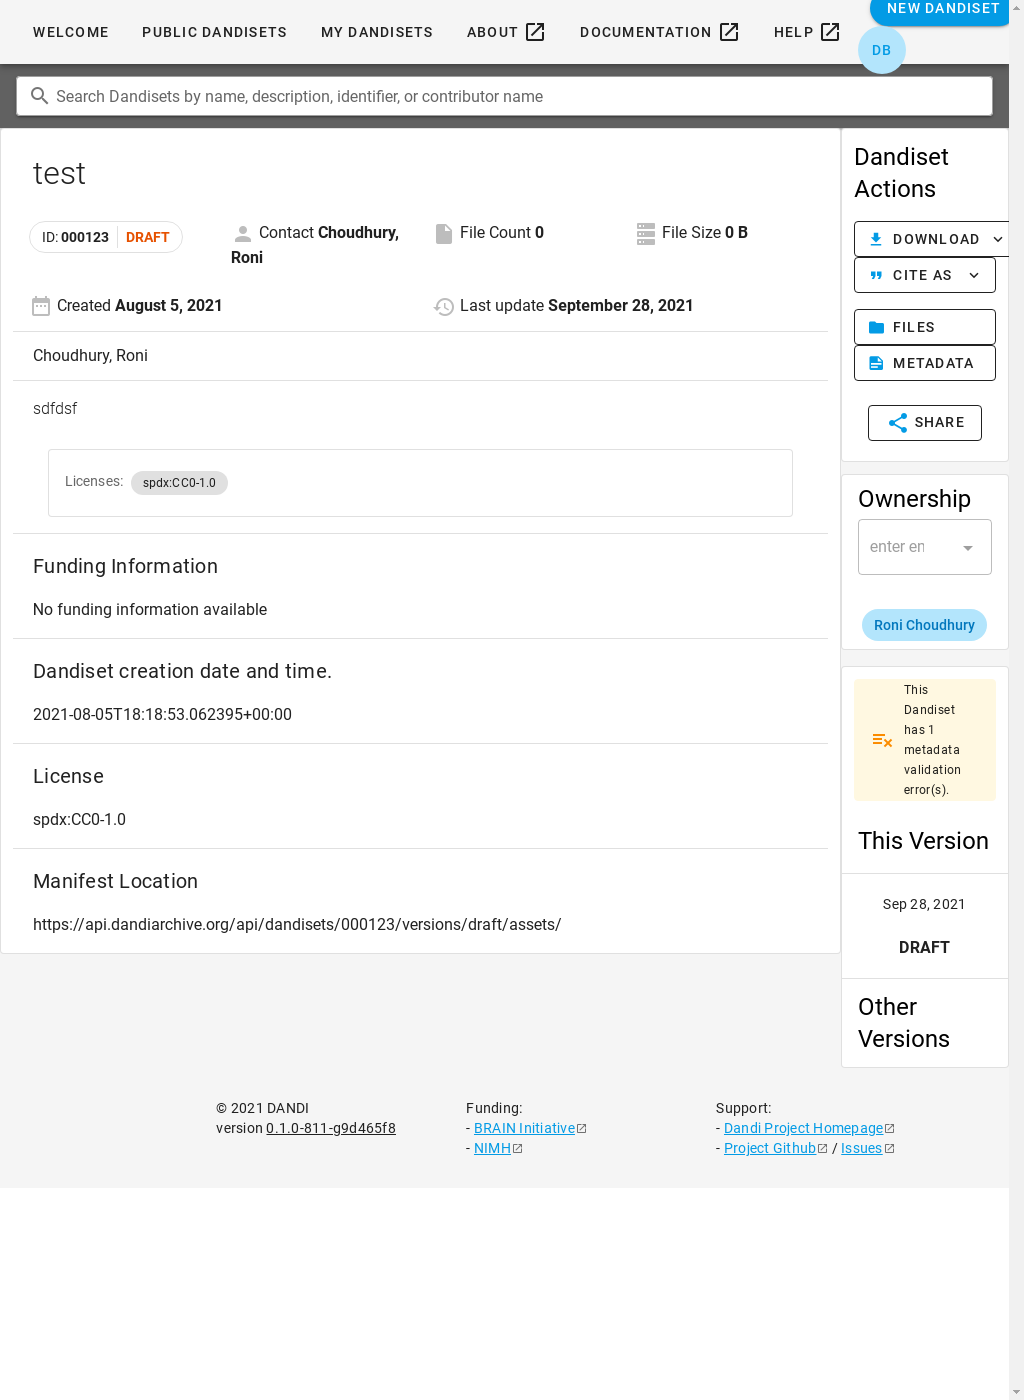 WELCOME PUBLIC DANDISETS MY DANDISETS ABOUT DOCUMENTATION HELP NEW DANDISET
DB
Search Dandisets by name, description, identifier, or contributor name
test
ID: 000123 DRAFT
Contact Choudhury,
Roni
File Count 0
File Size 0 B
Created August 5, 2021
Last update September 28, 2021
Choudhury, Roni
sdfdsf
Licenses: spdx:CC0-1.0
Funding Information
No funding information available
Dandiset creation date and time.
2021-08-05T18:18:53.062395+00:00
License
spdx:CC0-1.0
Manifest Location
https://api.dandiarchive.org/api/dandisets/000123/versions/draft/assets/
Dandiset
Actions
DOWNLOAD
CITE AS
FILES
METADATA
SHARE
Ownership
enter en
Roni Choudhury
This
Dandiset
has 1
metadata
validation
error(s).
This Version
Sep 28, 2021
DRAFT
Other
Versions
© 2021 DANDI
version 0.1.0-811-g9d465f8
Funding:
- BRAIN Initiative
- NIMH
Support:
- Dandi Project Homepage
- Project Github / Issues